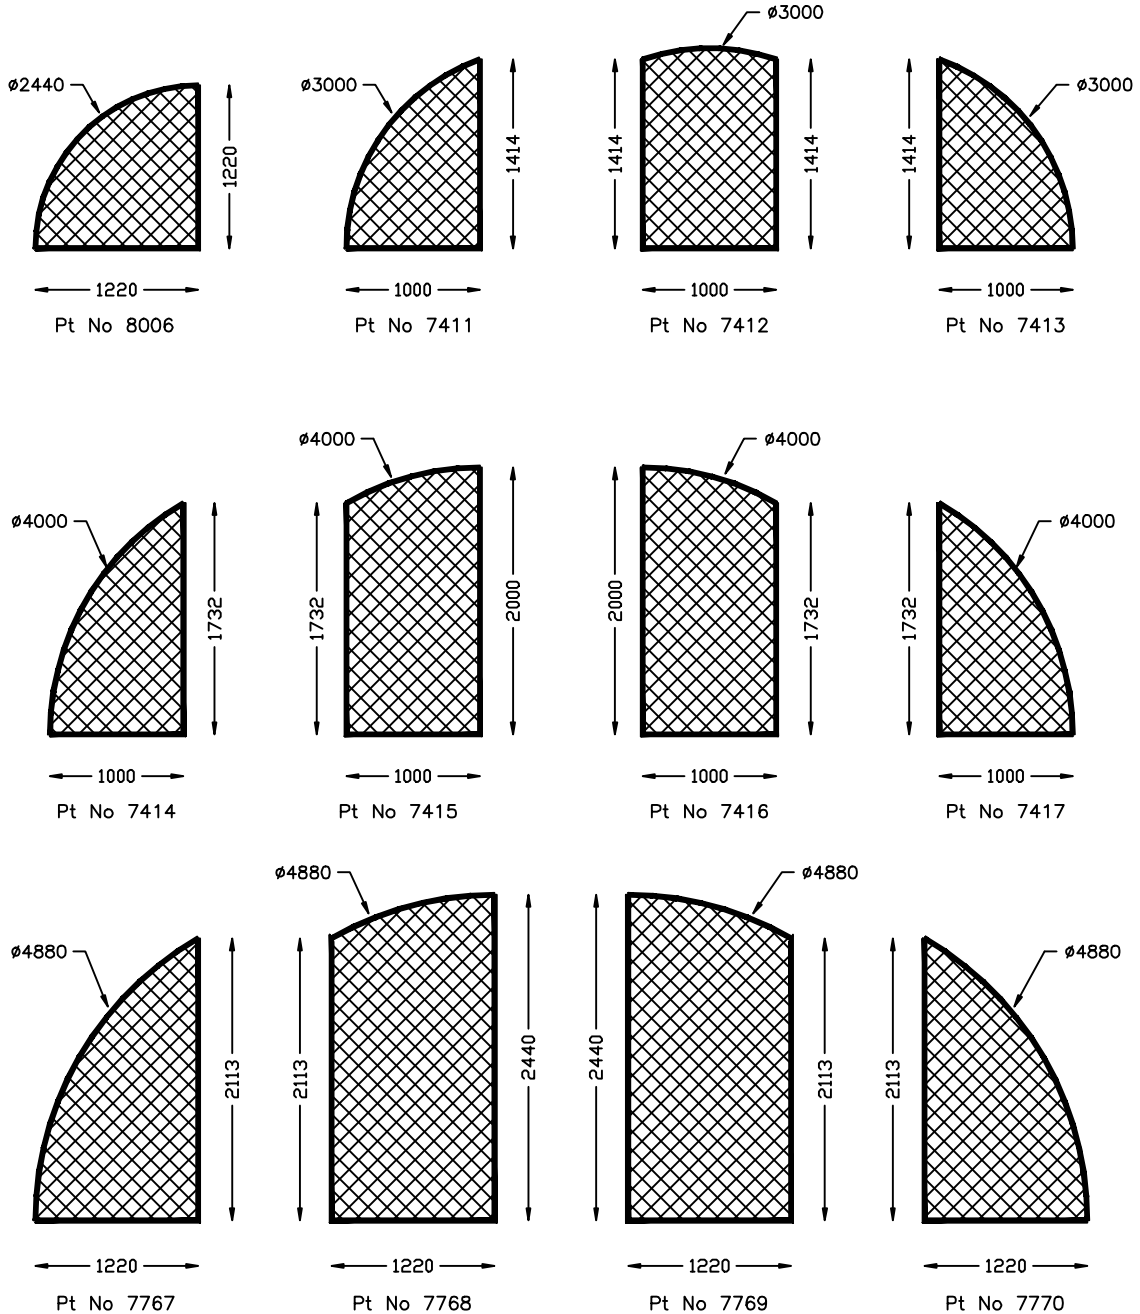 ø3000
ø2440
ø3000
ø3000
1220
1414
1414
1414
1414
1220
1000
1000
1000
Pt No 8006
Pt No 7411
Pt No 7412
Pt No 7413
ø4000
ø4000
ø4000
ø4000
1732
1732
2000
2000
1732
1732
1000
1000
1000
1000
Pt No 7414
Pt No 7415
Pt No 7416
Pt No 7417
ø4880
ø4880
ø4880
ø4880
2113
2113
2440
2440
2113
2113
1220
1220
1220
1220
Pt No 7767
Pt No 7768
Pt No 7769
Pt No 7770